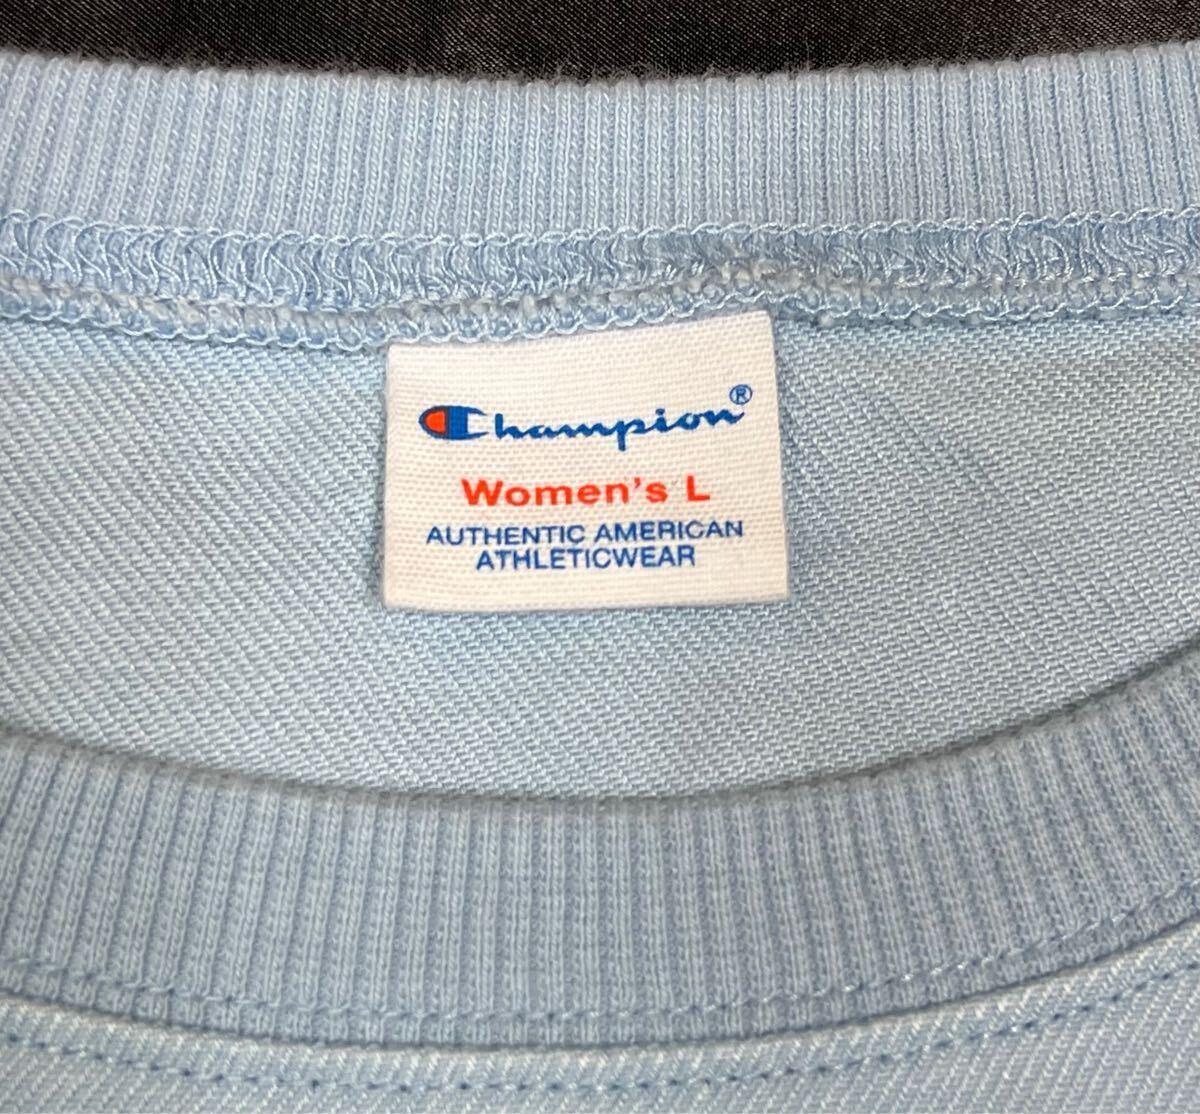 Champion®
Women's L
AUTHENTIC AMERICAN
ATHLETICWEAR